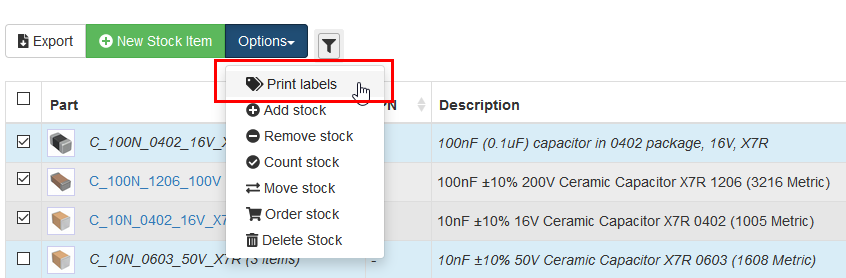 Export New Stock Item Options
Print labels
Part N Description
Add stock
C_100N_0402_16V_X7 100nF (0.1uF) capacitor in 0402 package, 16V, X7R
Remove stock
Count stock
C_100N_1206_100V 100nF ±10% 200V Ceramic Capacitor X7R 1206 (3216 Metric)
Move stock
C_10N_0402_16V_X7 10nF ±10% 16V Ceramic Capacitor X7R 0402 (1005 Metric)
Order stock
Delete Stock
C_10N_0603_50V_X7R (3 items) - 10nF ±10% 50V Ceramic Capacitor X7R 0603 (1608 Metric)